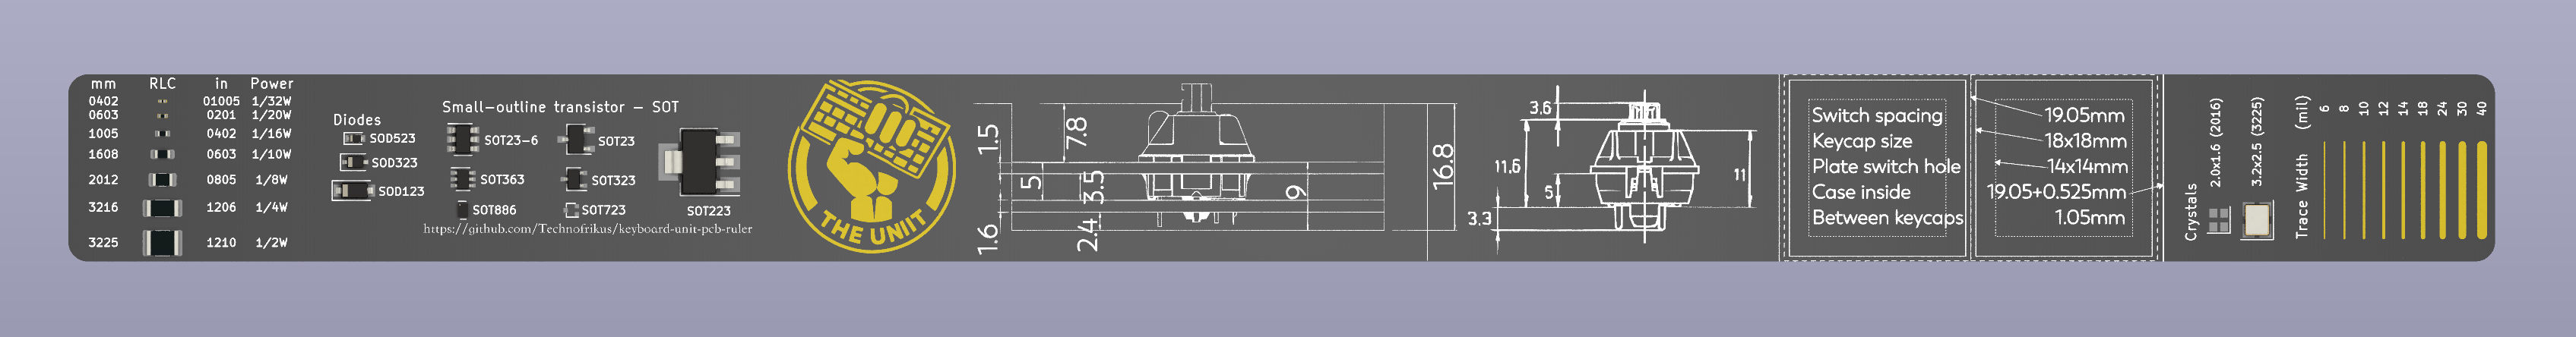 mm RLC in Power
0402 01005 1/32W
0603 0201 1/20W
1005 0402 1/16W
1608 0603 1/10W
2012 0805 1/8W
3216 1206 1/4W
3225 1210 1/2W
Diodes
SOD523
SOD323
SOD123
Small-outline transistor - SOT
SOT23-6 SOT23
SOT363 SOT323
SOT886 SOT723
SOT223
https://github.com/Technofrikus/keyboard-unit-pcb-ruler
THE UNIIT
1.5
7.8
5
3.5
9
16.8
1.6
2.4
3.6
11.6
5
11
3.3
Switch spacing 19.05mm
Keycap size 18x18mm
Plate switch hole 14x14mm
Case inside 19.05+0.525mm
Between keycaps 1.05mm
Crystals
2.0x1.6 (2016)
3.2x2.5 (3225)
Trace Width (mil)
6
8
10
12
14
18
24
30
40